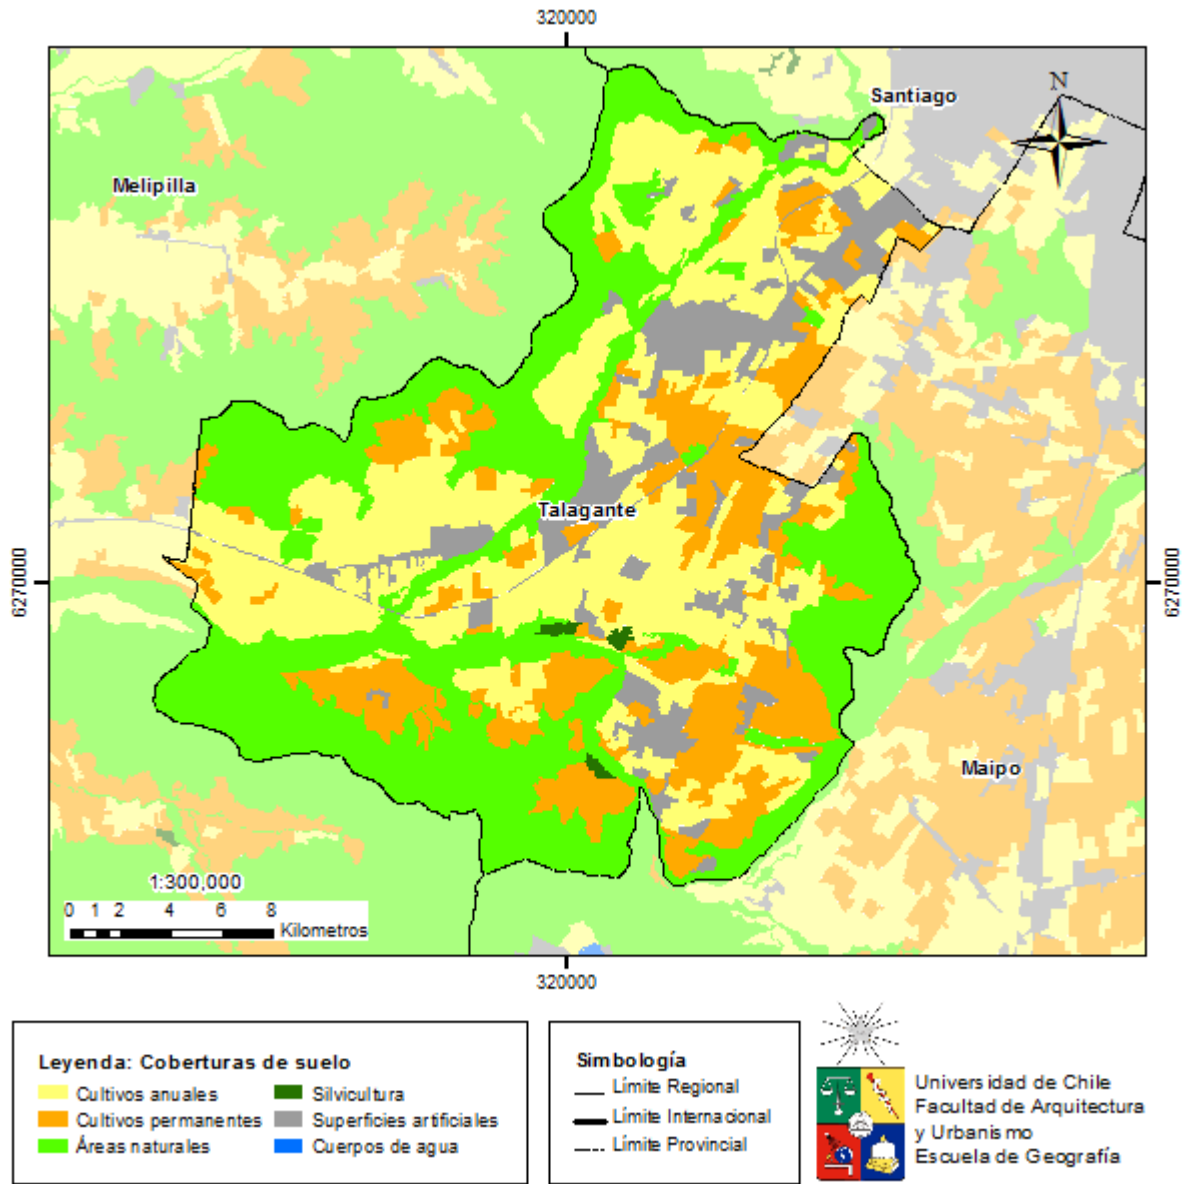 320000
Santiago
N
Melipilla
Talagante
6270000
6270000
Maipo
1:300,000
0 1 2 4 6 8
Kilometros
320000
Leyenda: Coberturas de suelo
Cultivos anuales
Cultivos permanentes
Áreas naturales
Silvicultura
Superficies artificiales
Cuerpos de agua
Simbología
Límite Regional
Límite Internacional
Límite Provincial
Universidad de Chile
Facultad de Arquitectura
y Urbanismo
Escuela de Geografía